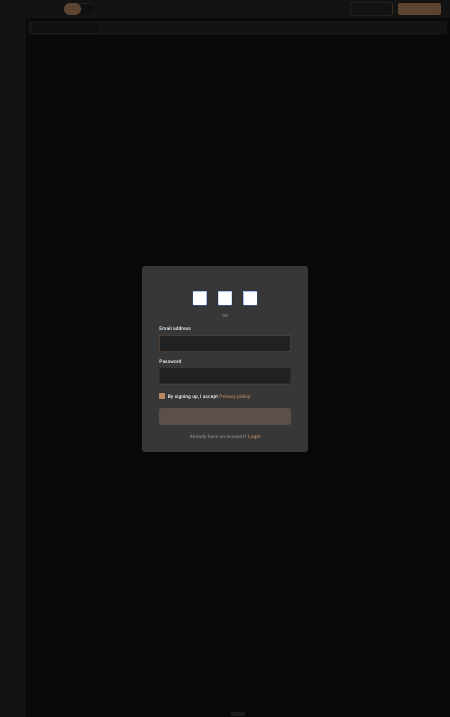 OR
Email address
Password
By signing up, I accept Privacy policy
Already have an account? Login